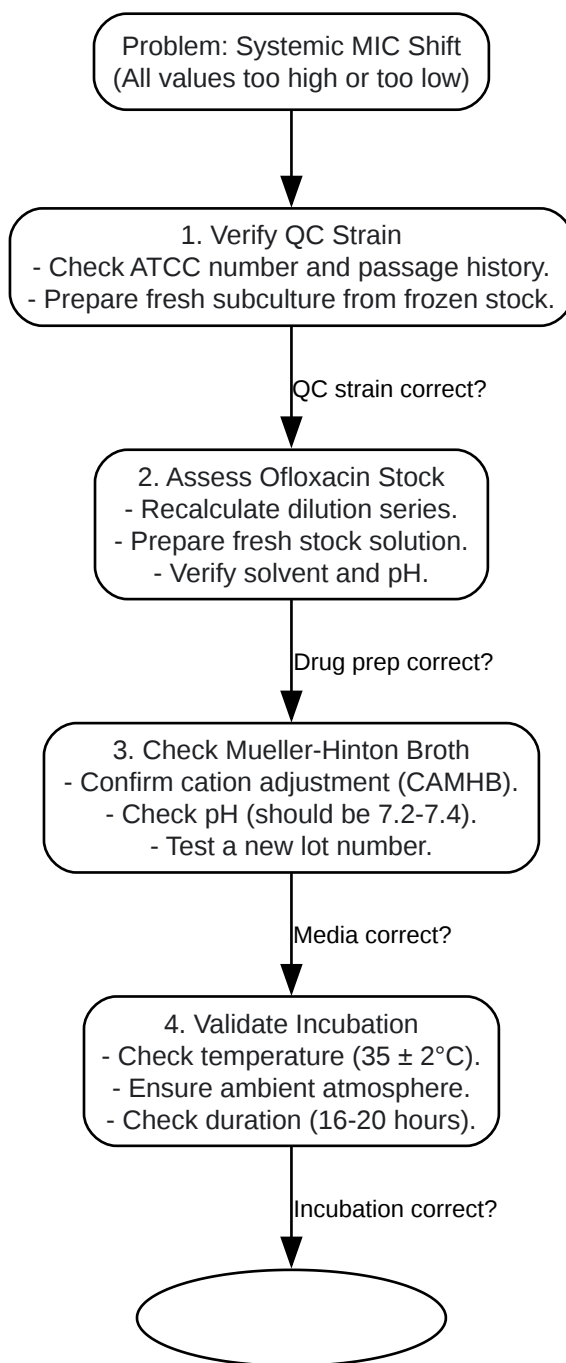 Problem: Systemic MIC Shift
(All values too high or too low)
1. Verify QC Strain
- Check ATCC number and passage history.
- Prepare fresh subculture from frozen stock.
QC strain correct?
2. Assess Ofloxacin Stock
- Recalculate dilution series.
- Prepare fresh stock solution.
- Verify solvent and pH.
Drug prep correct?
3. Check Mueller-Hinton Broth
- Confirm cation adjustment (CAMHB).
- Check pH (should be 7.2-7.4).
- Test a new lot number.
Media correct?
4. Validate Incubation
- Check temperature (35 ± 2°C).
- Ensure ambient atmosphere.
- Check duration (16-20 hours).
Incubation correct?